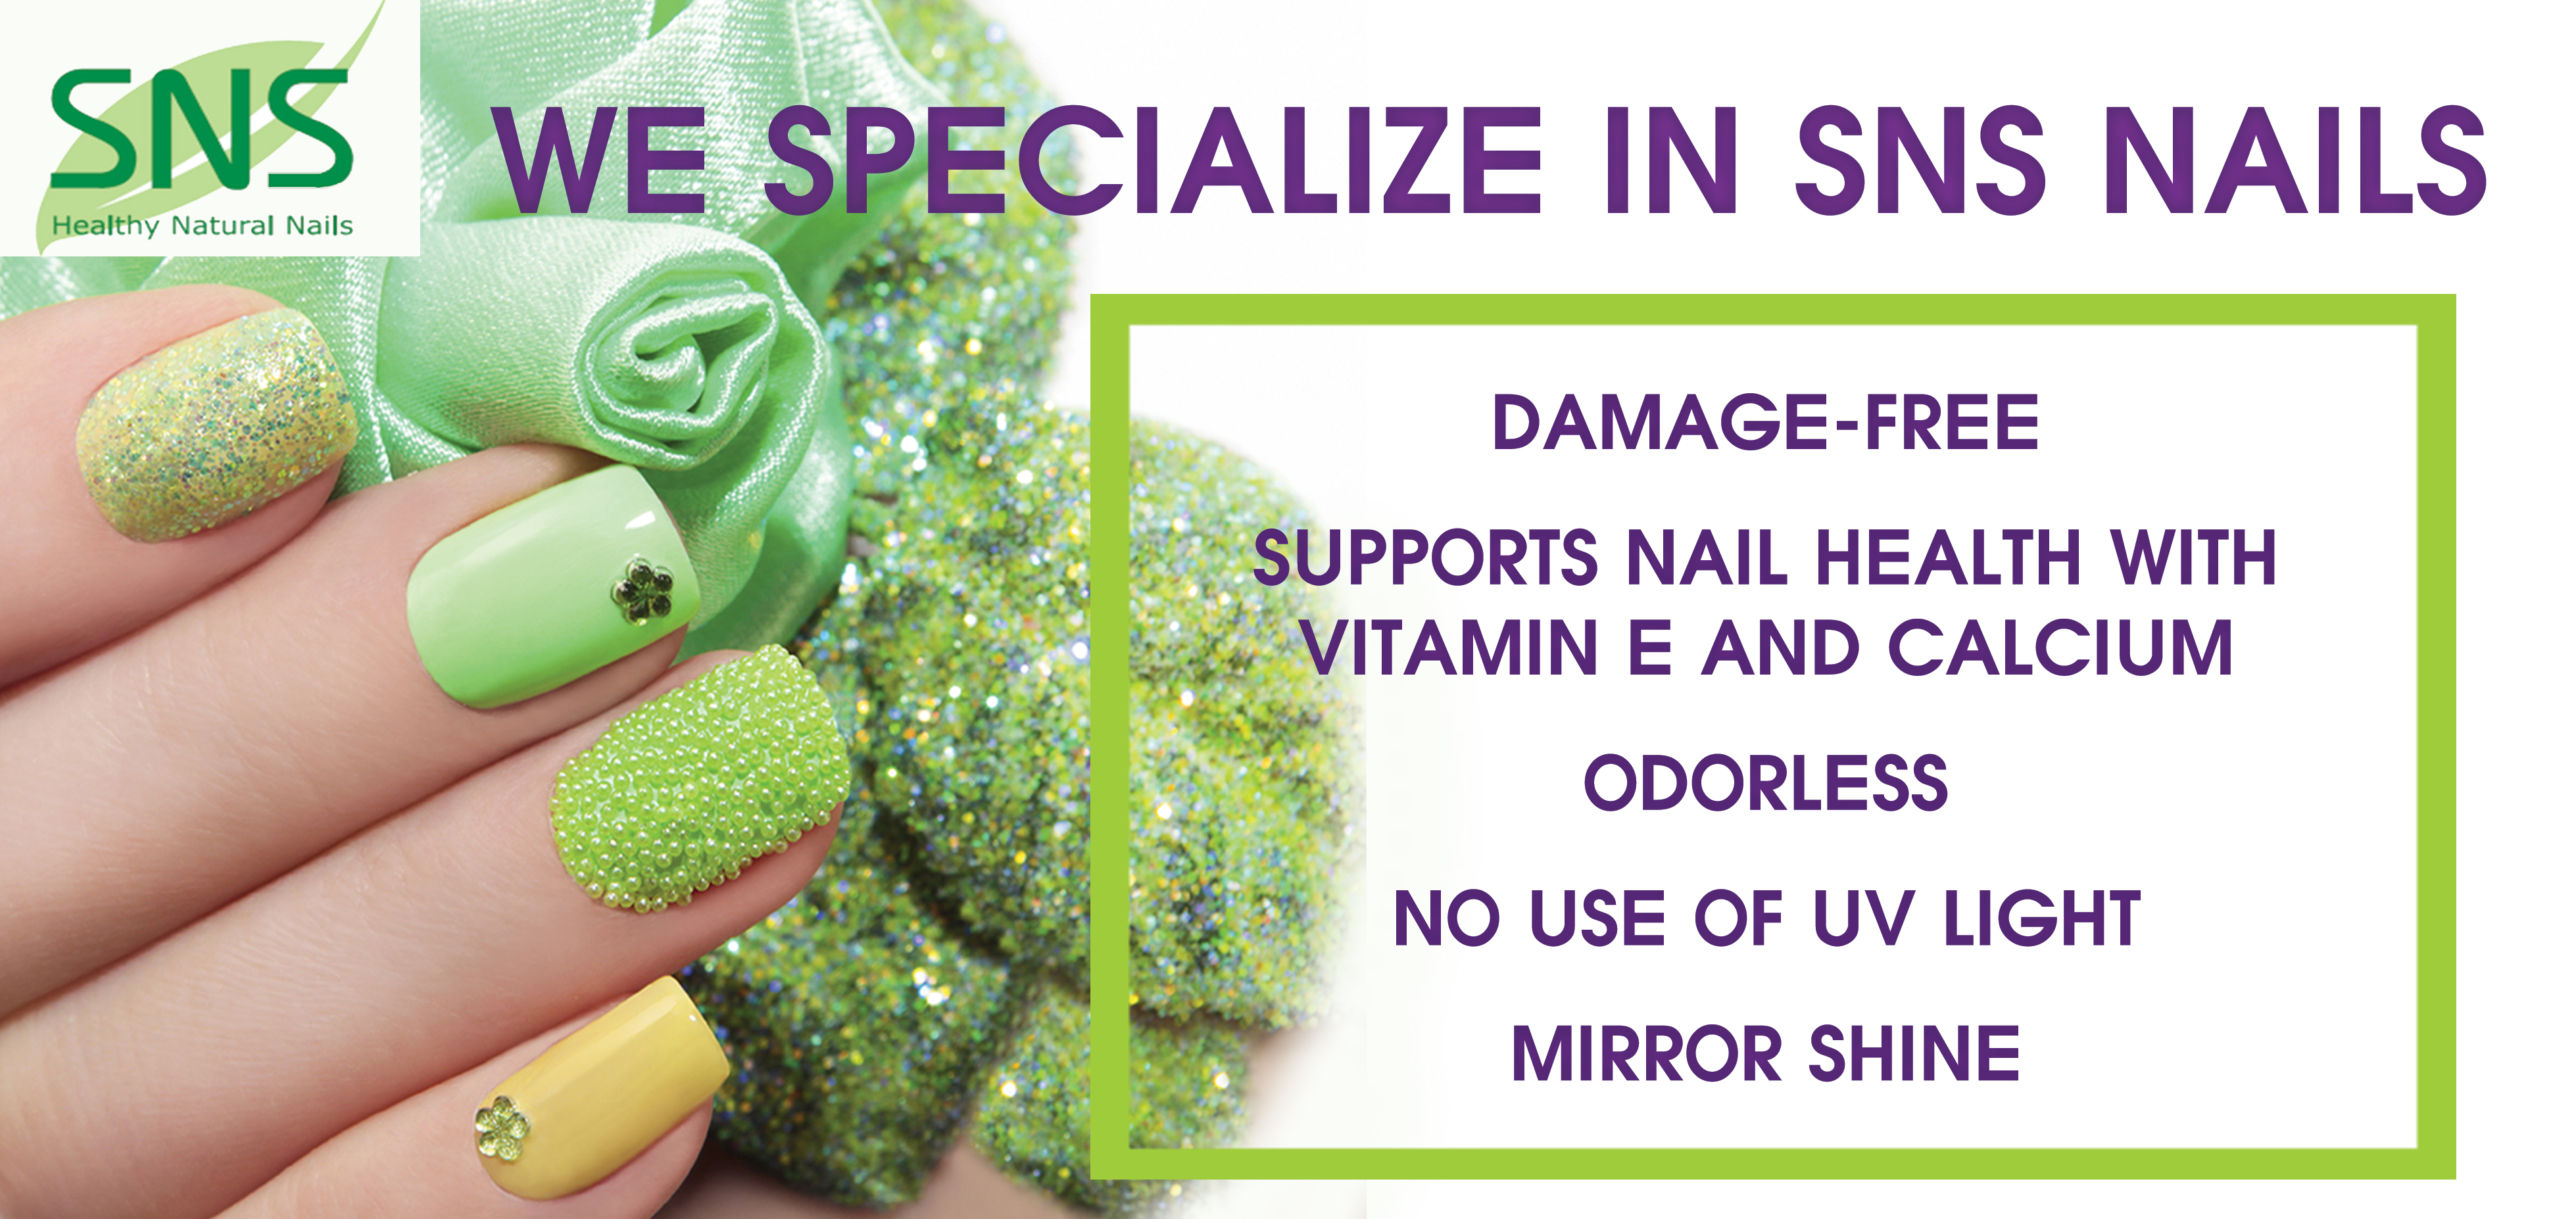 SNS
Healthy Natural Nails
WE SPECIALIZE IN SNS NAILS
DAMAGE-FREE
SUPPORTS NAIL HEALTH WITH
VITAMIN E AND CALCIUM
ODORLESS
NO USE OF UV LIGHT
MIRROR SHINE